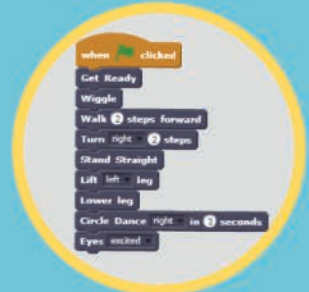 when clicked
Get Ready
Wiggle
Walk 2 steps forward
Turn right 2 steps
Stand Straight
Lift left leg
Lower leg
Circle Dance right in 2 seconds
Eyes excited